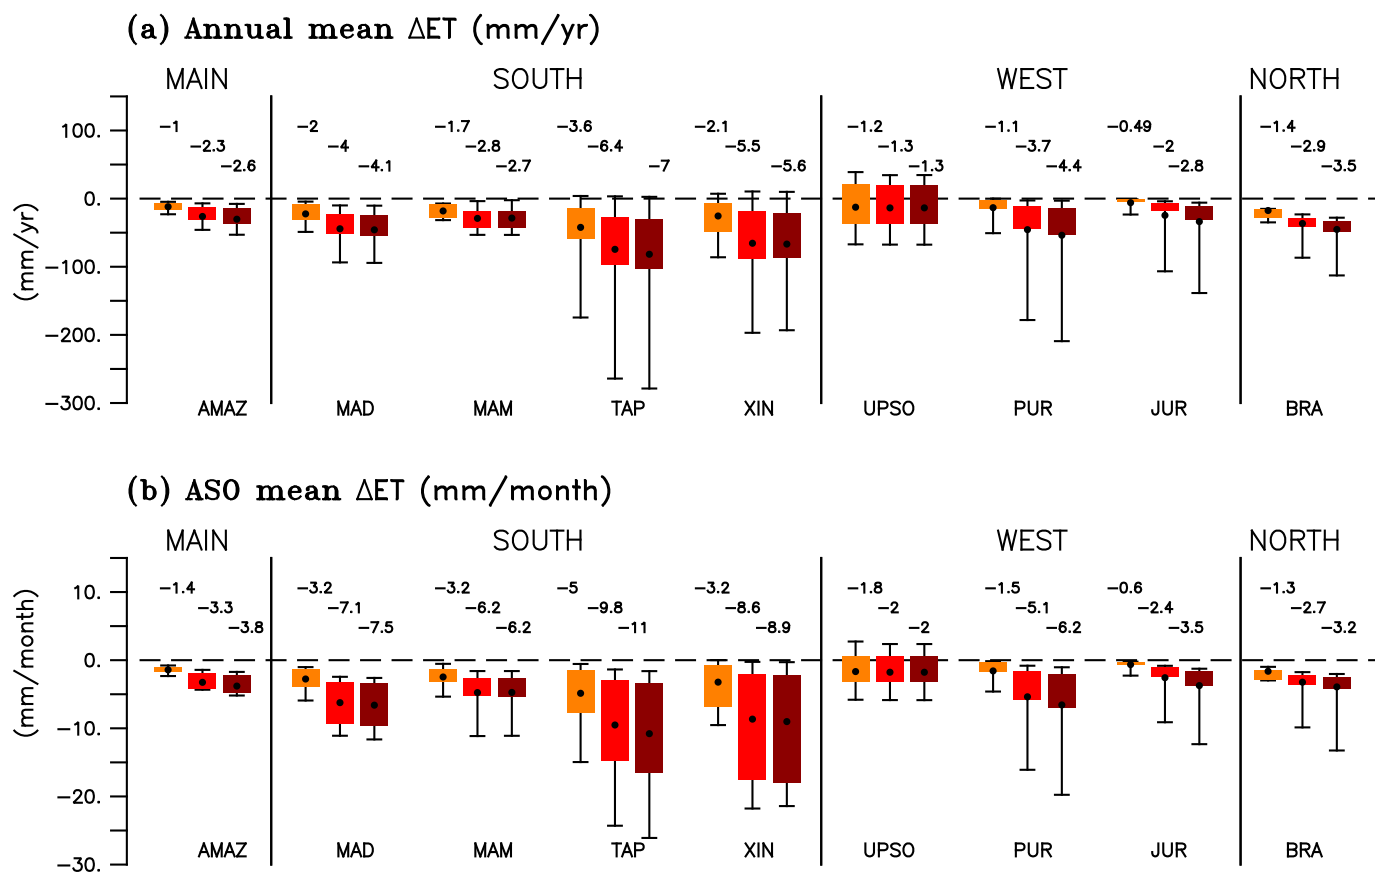 (a) Annual mean ΔET (mm/yr)
MAIN SOUTH WEST NORTH
100. −1 −2 −1.7 −3.6 −2.1 −1.2 −1.1 −0.49 −1.4
−2.3 −4 −2.8 −6.4 −5.5 −1.3 −3.7 −2 −2.9
−2.6 −4.1 −2.7 −7 −5.6 −1.3 −4.4 −2.8 −3.5
0.
(mm/yr)
−100.
−200.
−300. AMAZ MAD MAM TAP XIN UPSO PUR JUR BRA
(b) ASO mean ΔET (mm/month)
MAIN SOUTH WEST NORTH
10. −1.4 −3.2 −3.2 −5 −3.2 −1.8 −1.5 −0.6 −1.3
−3.3 −7.1 −6.2 −9.8 −8.6 −2 −5.1 −2.4 −2.7
−3.8 −7.5 −6.2 −11 −8.9 −2 −6.2 −3.5 −3.2
0.
(mm/month)
−10.
−20.
−30. AMAZ MAD MAM TAP XIN UPSO PUR JUR BRA